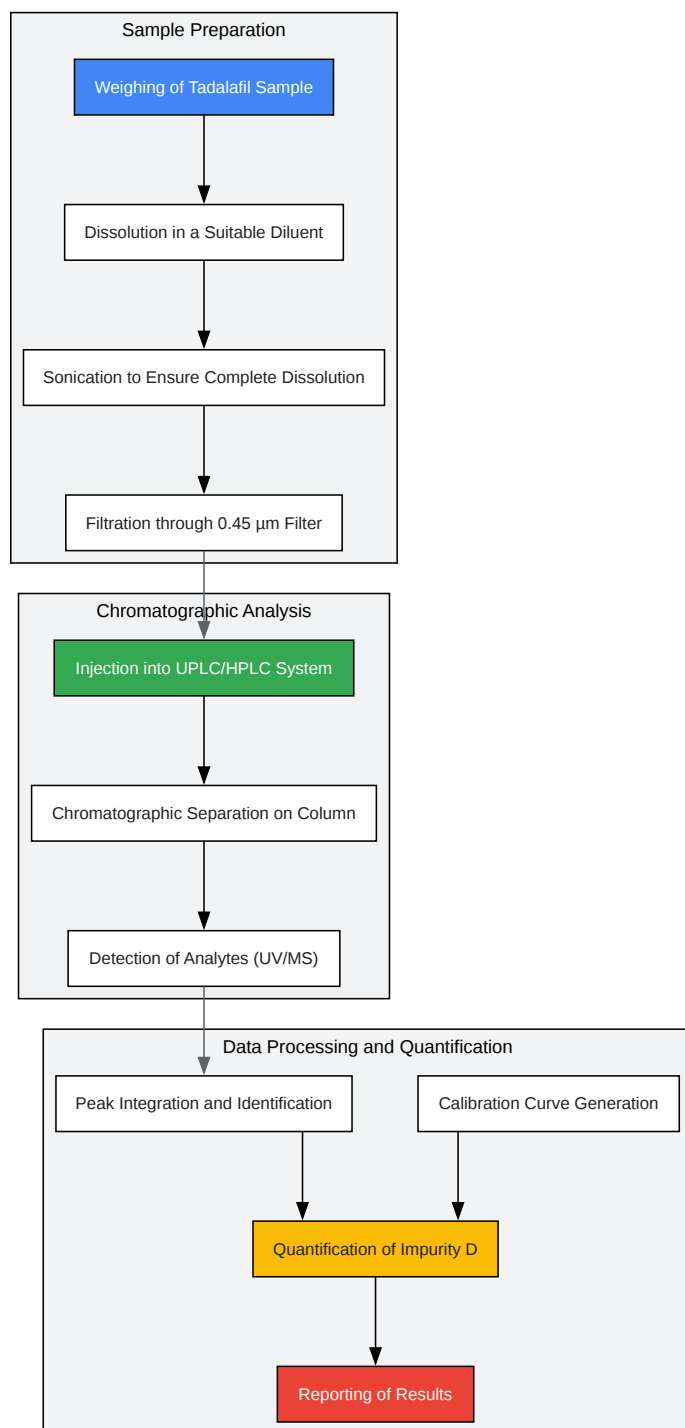 Sample Preparation
Weighing of Tadalafil Sample
Dissolution in a Suitable Diluent
Sonication to Ensure Complete Dissolution
Filtration through 0.45 µm Filter
Chromatographic Analysis
Injection into UPLC/HPLC System
Chromatographic Separation on Column
Detection of Analytes (UV/MS)
Data Processing and Quantification
Peak Integration and Identification
Calibration Curve Generation
Quantification of Impurity D
Reporting of Results